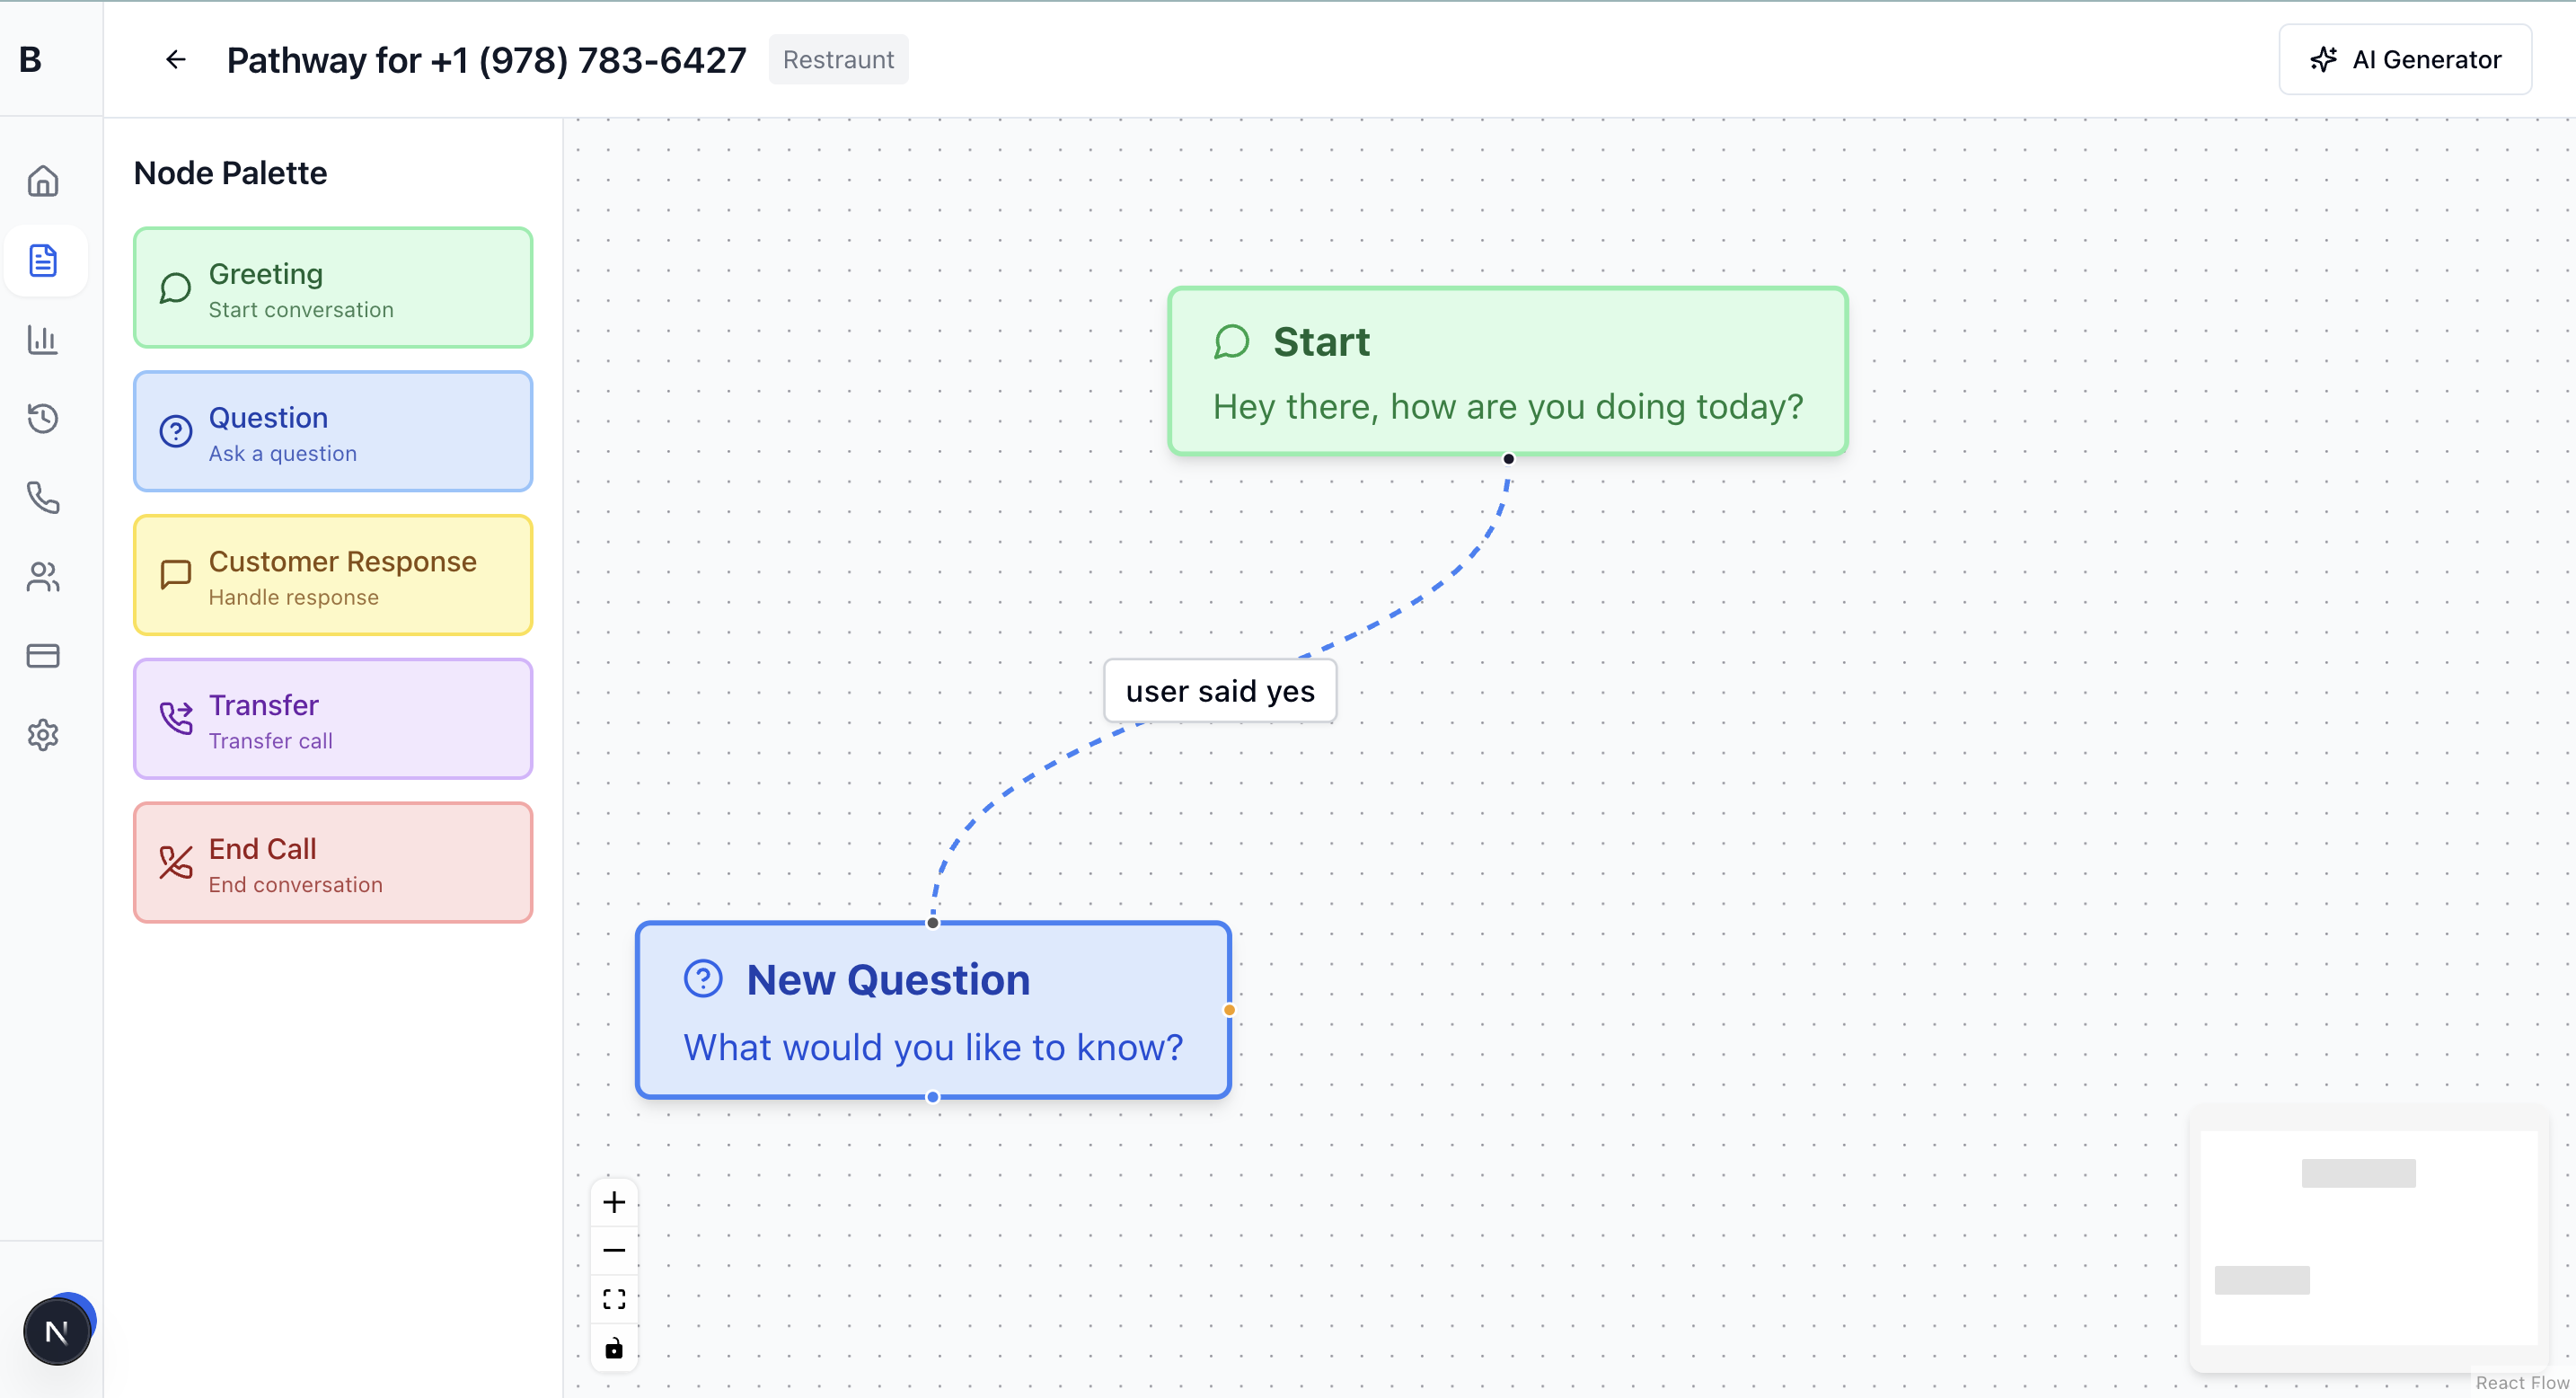 B
Pathway for +1 (978) 783-6427
Restraunt
AI Generator
Node Palette
Greeting
Start conversation
Question
Ask a question
Customer Response
Handle response
Transfer
Transfer call
End Call
End conversation
Start
Hey there, how are you doing today?
user said yes
New Question
What would you like to know?
N
React Flow